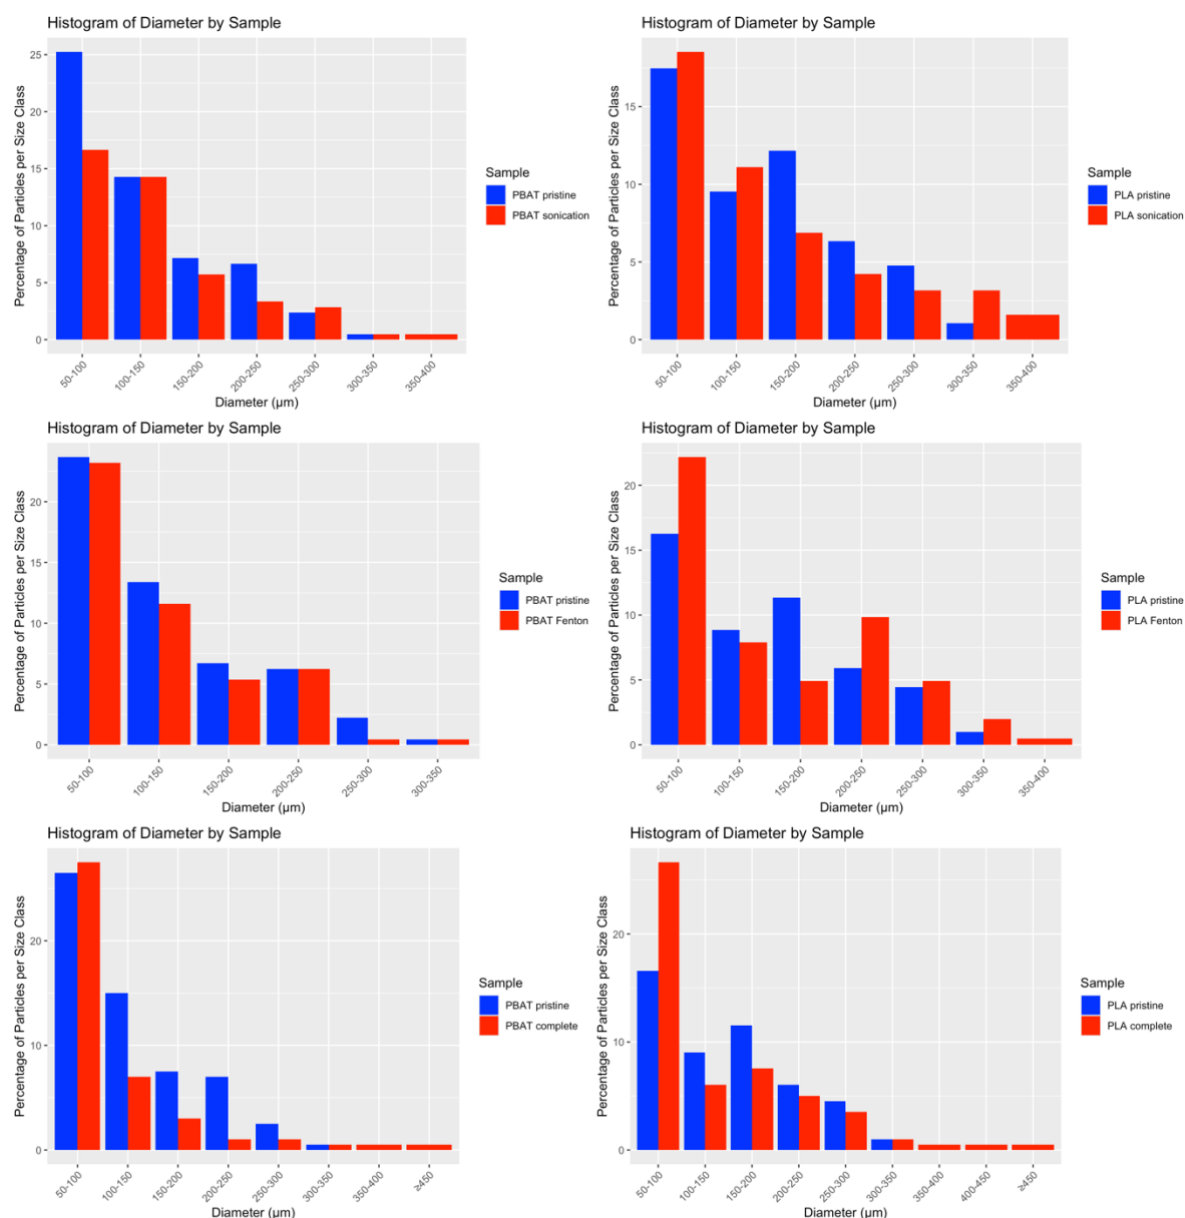 Histogram of Diameter by Sample
Percentage of Particles per Size Class
25
20
15
10
5
0
50-100
100-150
150-200
200-250
250-300
300-350
350-400
Diameter (µm)
Sample
PBAT pristine
PBAT sonication
Histogram of Diameter by Sample
Percentage of Particles per Size Class
15
10
5
0
50-100
100-150
150-200
200-250
250-300
300-350
350-400
Diameter (µm)
Sample
PLA pristine
PLA sonication
Histogram of Diameter by Sample
Percentage of Particles per Size Class
20
15
10
5
0
50-100
100-150
150-200
200-250
250-300
300-350
Diameter (µm)
Sample
PBAT pristine
PBAT Fenton
Histogram of Diameter by Sample
Percentage of Particles per Size Class
20
15
10
5
0
50-100
100-150
150-200
200-250
250-300
300-350
350-400
Diameter (µm)
Sample
PLA pristine
PLA Fenton
Histogram of Diameter by Sample
Percentage of Particles per Size Class
20
10
0
50-100
100-150
150-200
200-250
250-300
300-350
350-400
≥450
Diameter (µm)
Sample
PBAT pristine
PBAT complete
Histogram of Diameter by Sample
Percentage of Particles per Size Class
20
10
0
50-100
100-150
150-200
200-250
250-300
300-350
350-400
400-450
≥450
Diameter (µm)
Sample
PLA pristine
PLA complete